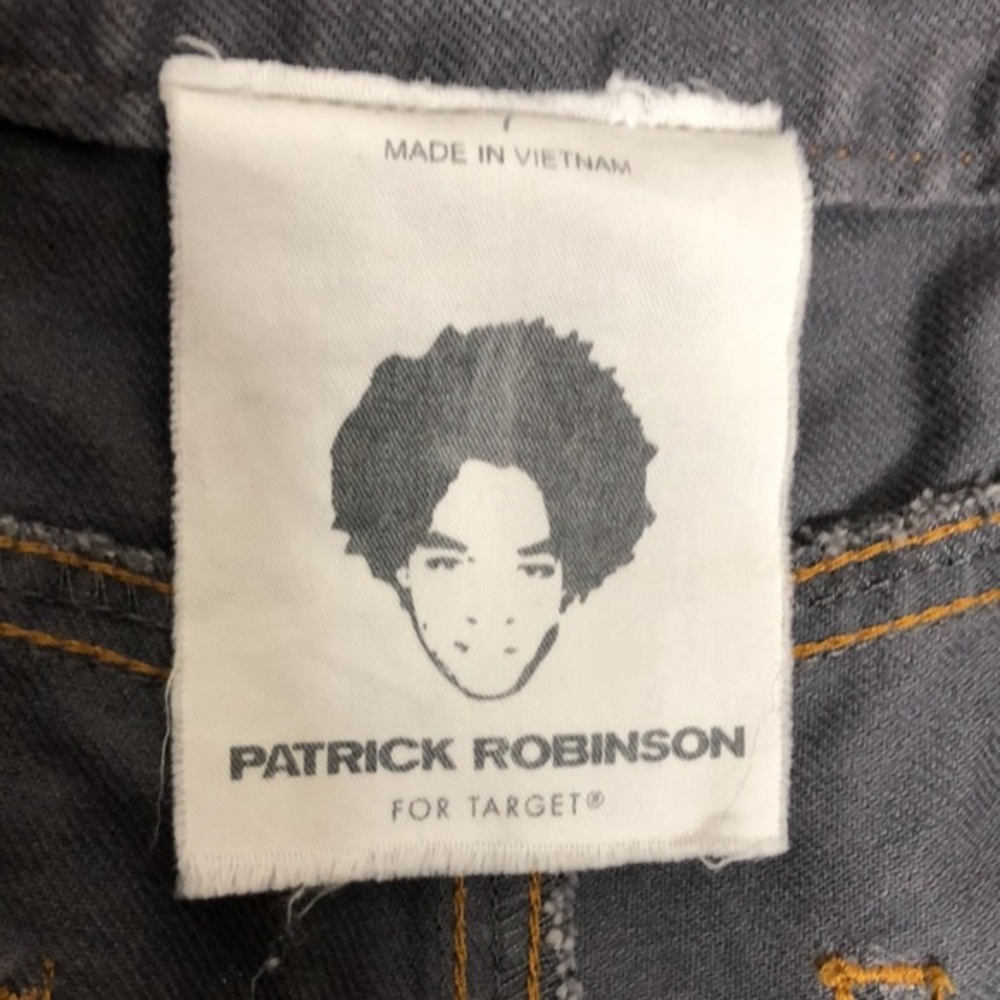 MADE IN VIETNAM
PATRICK ROBINSON
FOR TARGET®